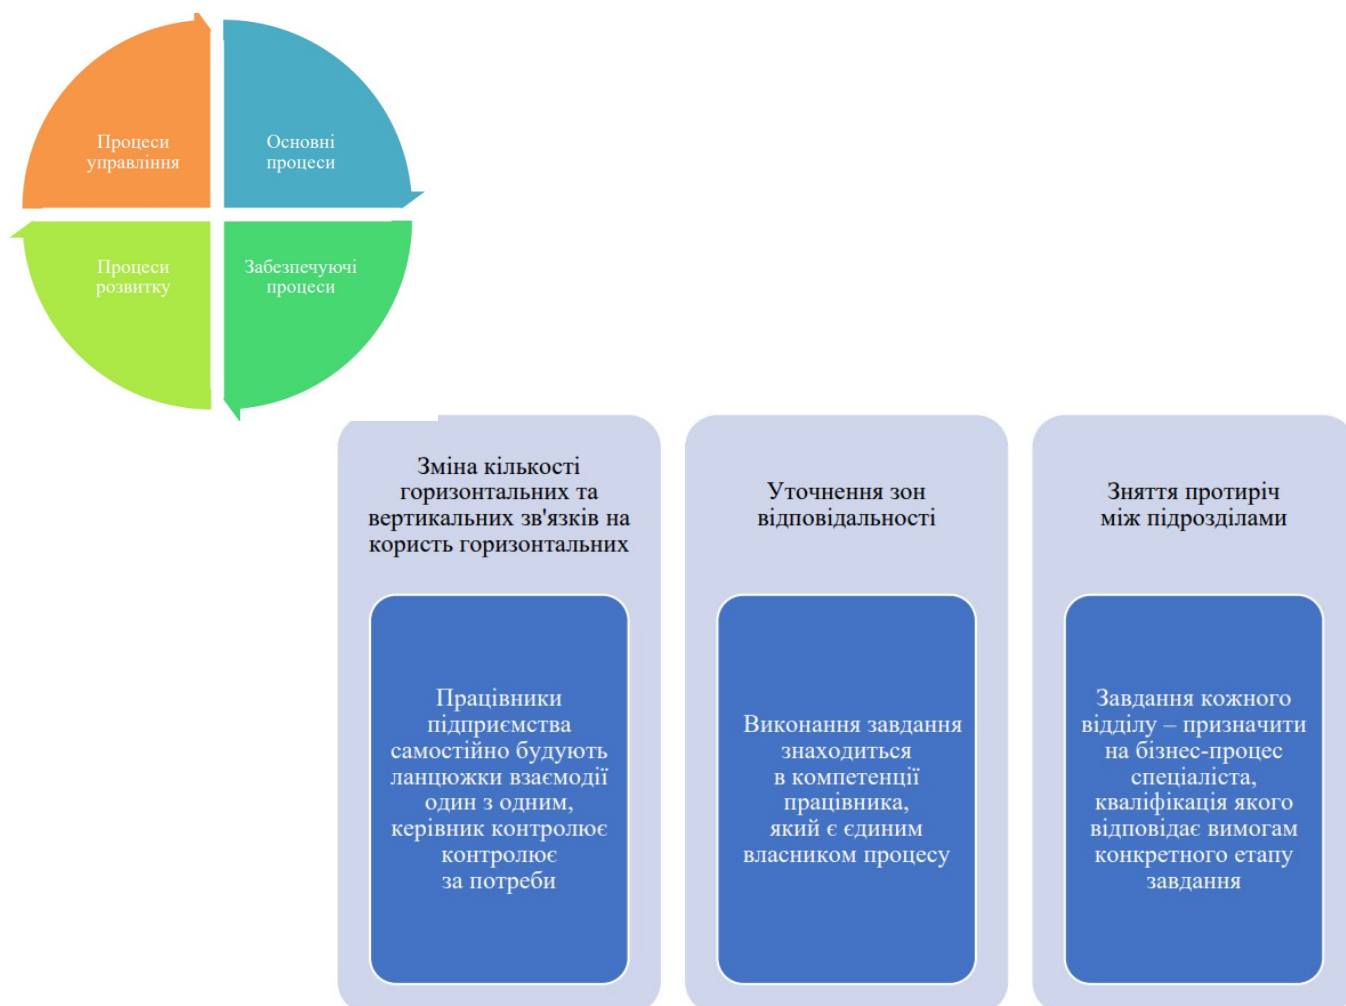 Процеси
управління
Основні
процеси
Процеси
розвитку
Забезпечуючі
процеси
Зміна кількості
горизонтальних та
вертикальних зв'язків на
користь горизонтальних
Працівники
підприємства
самостійно будують
ланцюжки взаємодії
один з одним,
керівник контролює
контролює
за потреби
Уточнення зон
відповідальності
Виконання завдання
знаходиться
в компетенції
працівника,
який є єдиним
власником процесу
Зняття протиріч
між підрозділами
Завдання кожного
відділу – призначити
на бізнес-процес
спеціаліста,
кваліфікація якого
відповідає вимогам
конкретного етапу
завдання